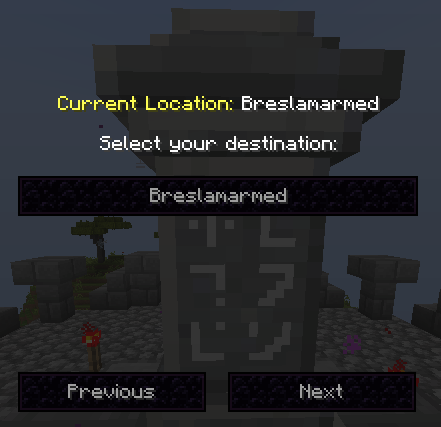 Current Location: Breslamarmed
Select your destination:
Breslamarmed
Previous
Next